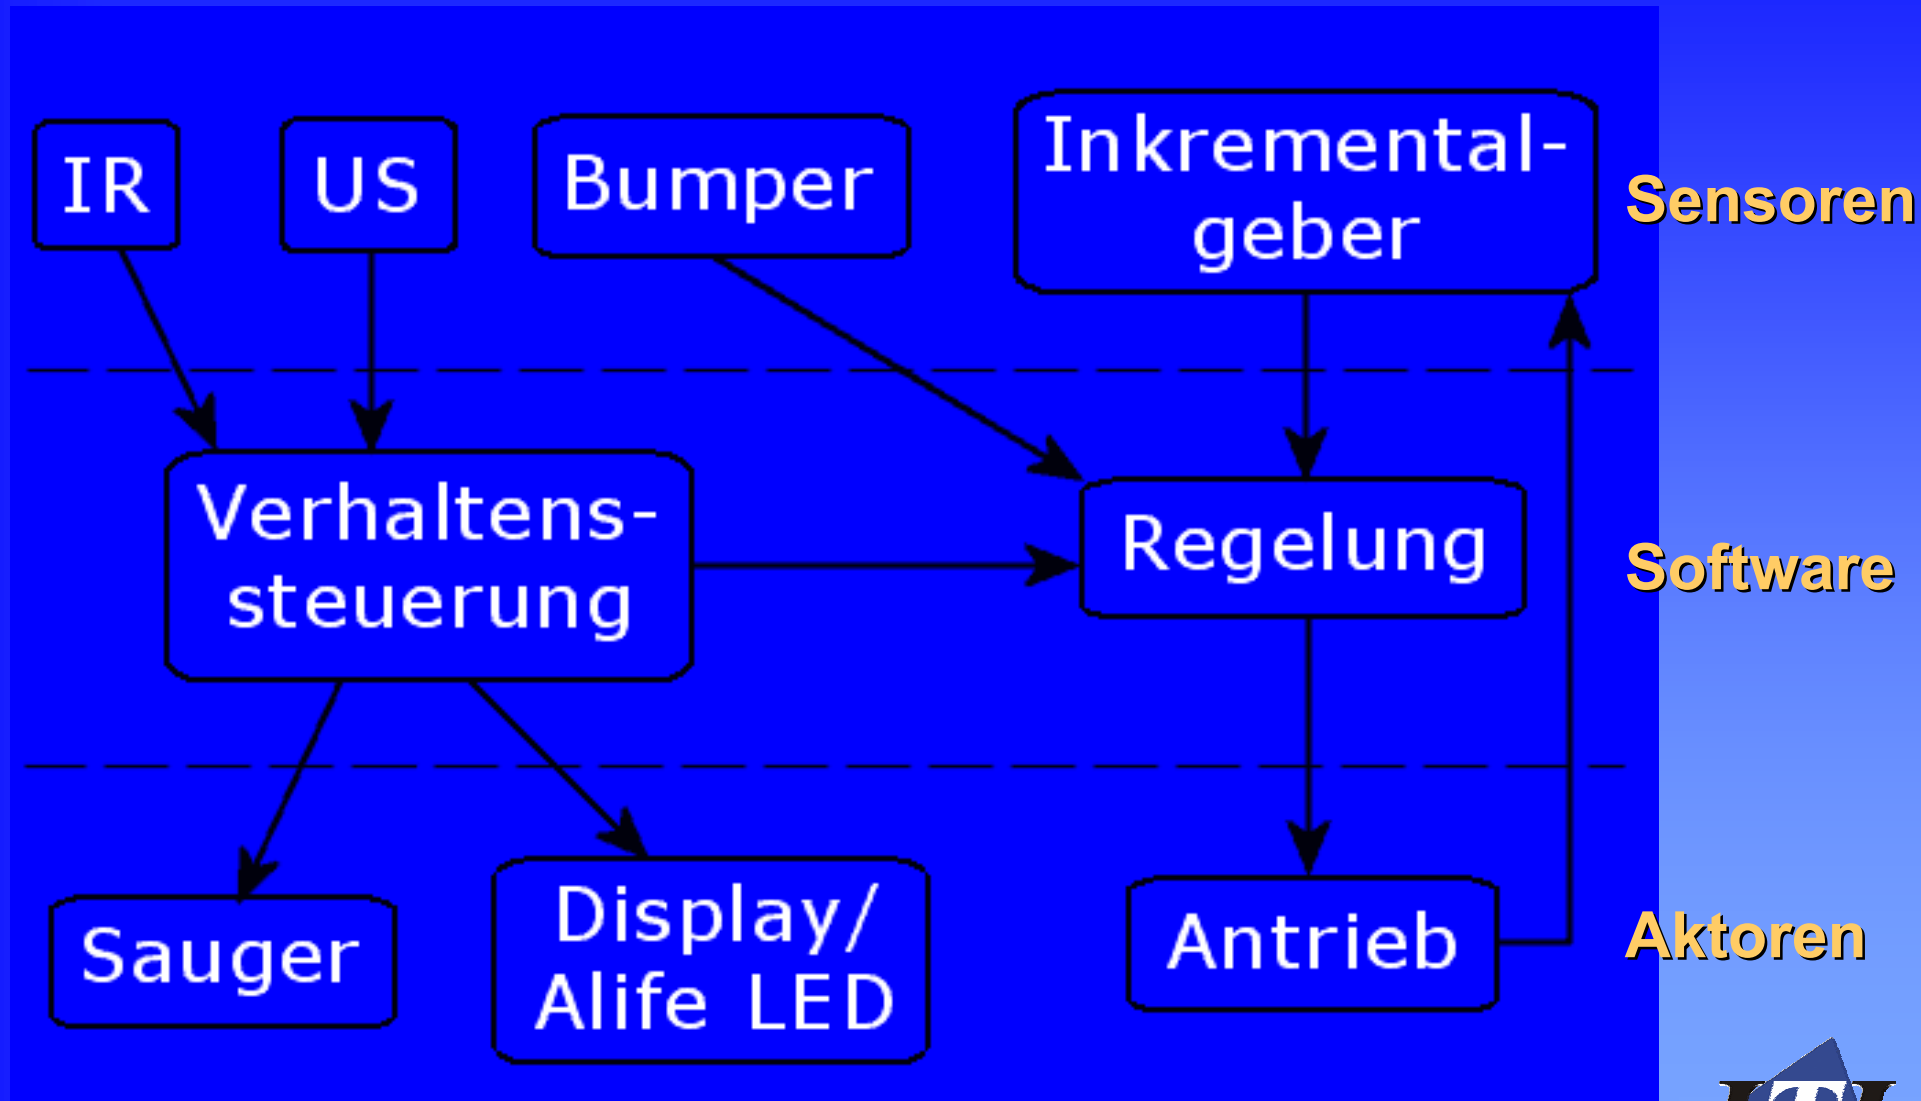 IR
US
Bumper
Inkremental-
geber
Sensoren
Verhaltens-
steuerung
Regelung
Software
Sauger
Display/
Alife LED
Antrieb
Aktoren